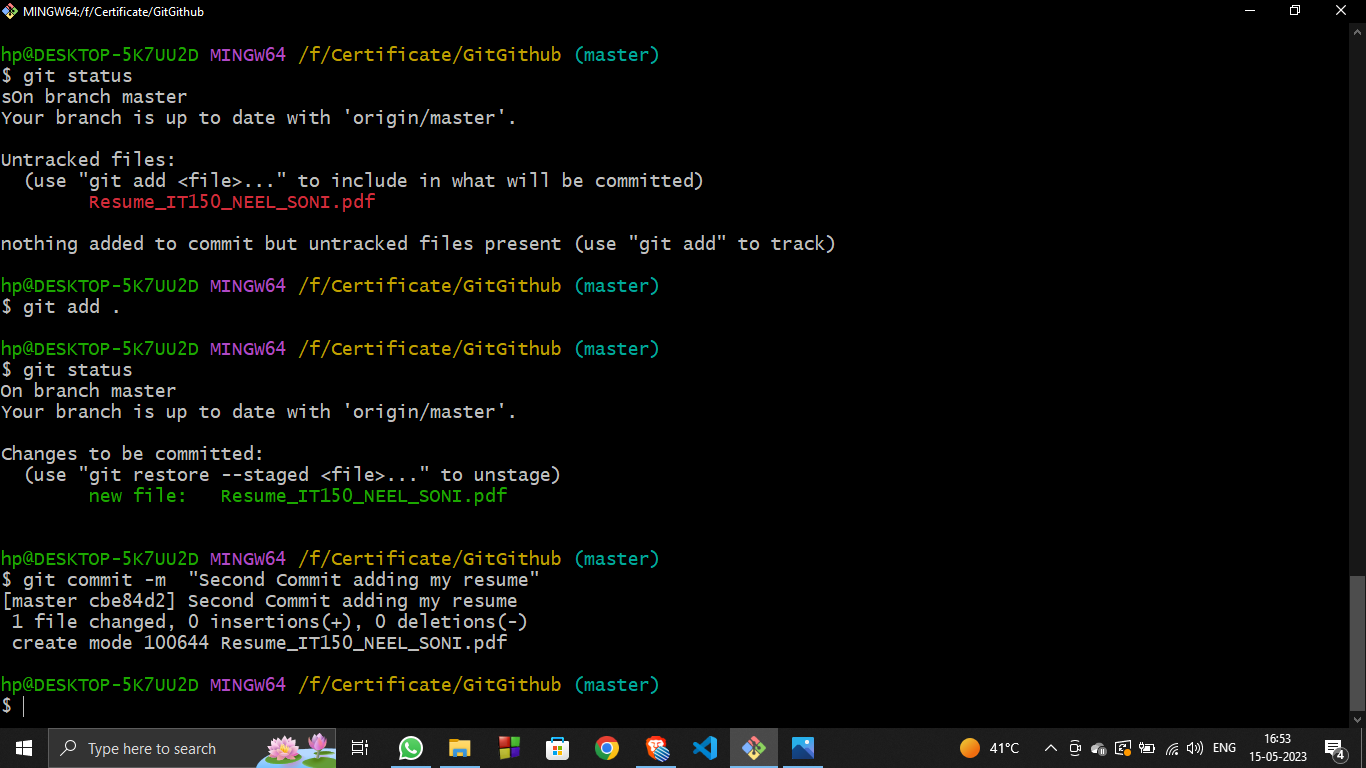 MINGW64:/f/Certificate/GitGithub
hp@DESKTOP-5K7UU2D MINGW64 /f/Certificate/GitGithub (master)
$ git status
sOn branch master
Your branch is up to date with 'origin/master'.
Untracked files:
  (use "git add <file>..." to include in what will be committed)
        Resume_IT150_NEEL_SONI.pdf
nothing added to commit but untracked files present (use "git add" to track)
hp@DESKTOP-5K7UU2D MINGW64 /f/Certificate/GitGithub (master)
$ git add .
hp@DESKTOP-5K7UU2D MINGW64 /f/Certificate/GitGithub (master)
$ git status
On branch master
Your branch is up to date with 'origin/master'.
Changes to be committed:
  (use "git restore --staged <file>..." to unstage)
        new file:   Resume_IT150_NEEL_SONI.pdf
hp@DESKTOP-5K7UU2D MINGW64 /f/Certificate/GitGithub (master)
$ git commit -m  "Second Commit adding my resume"
[master cbe84d2] Second Commit adding my resume
 1 file changed, 0 insertions(+), 0 deletions(-)
 create mode 100644 Resume_IT150_NEEL_SONI.pdf
hp@DESKTOP-5K7UU2D MINGW64 /f/Certificate/GitGithub (master)
$
Type here to search
41°C
ENG
16:53
15-05-2023
4